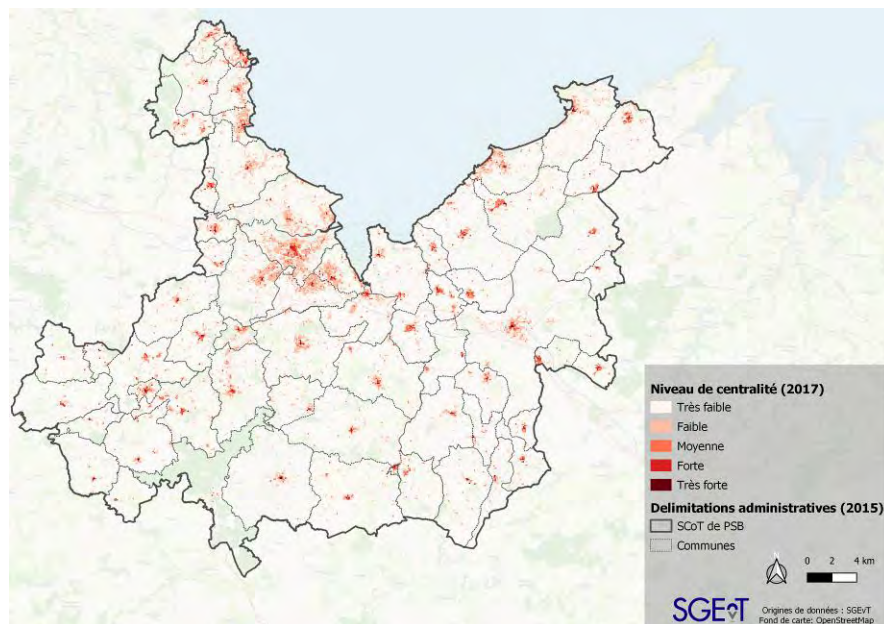 Niveau de centralité (2017)
Très faible
Faible
Moyenne
Forte
Très forte
Delimitations administratives (2015)
SCoT de PSB
Communes
0 2 4 km
SGEvT
Origines de données : SGEvT
Fond de carte: OpenStreetMap